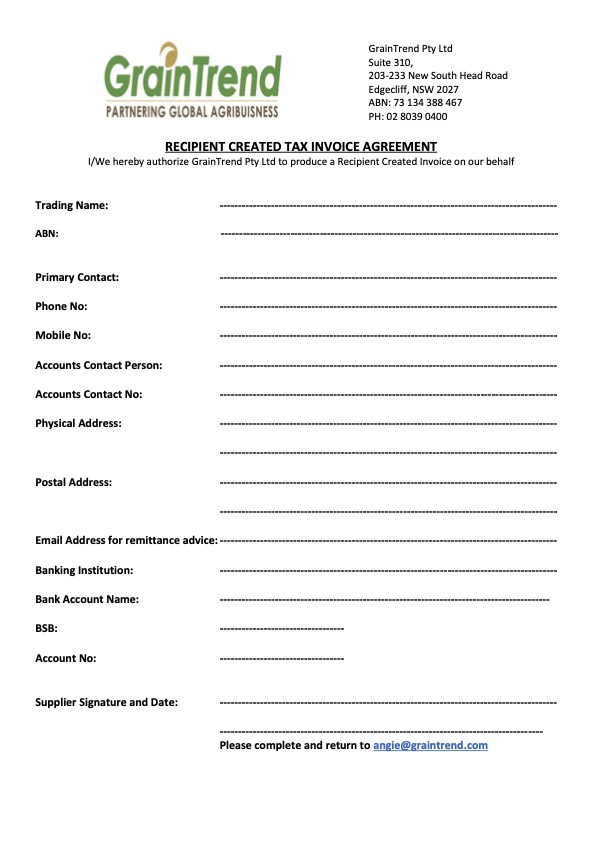 GrainTrend
PARTNERING GLOBAL AGRIBUISNESS
GrainTrend Pty Ltd
Suite 310,
203-233 New South Head Road
Edgecliff, NSW 2027
ABN: 73 134 388 467
PH: 02 8039 0400
RECIPIENT CREATED TAX INVOICE AGREEMENT
I/We hereby authorize GrainTrend Pty Ltd to produce a Recipient Created Invoice on our behalf
Trading Name:
ABN:
Primary Contact:
Phone No:
Mobile No:
Accounts Contact Person:
Accounts Contact No:
Physical Address:
Postal Address:
Email Address for remittance advice:
Banking Institution:
Bank Account Name:
BSB:
Account No:
Supplier Signature and Date:
Please complete and return to angie@graintrend.com